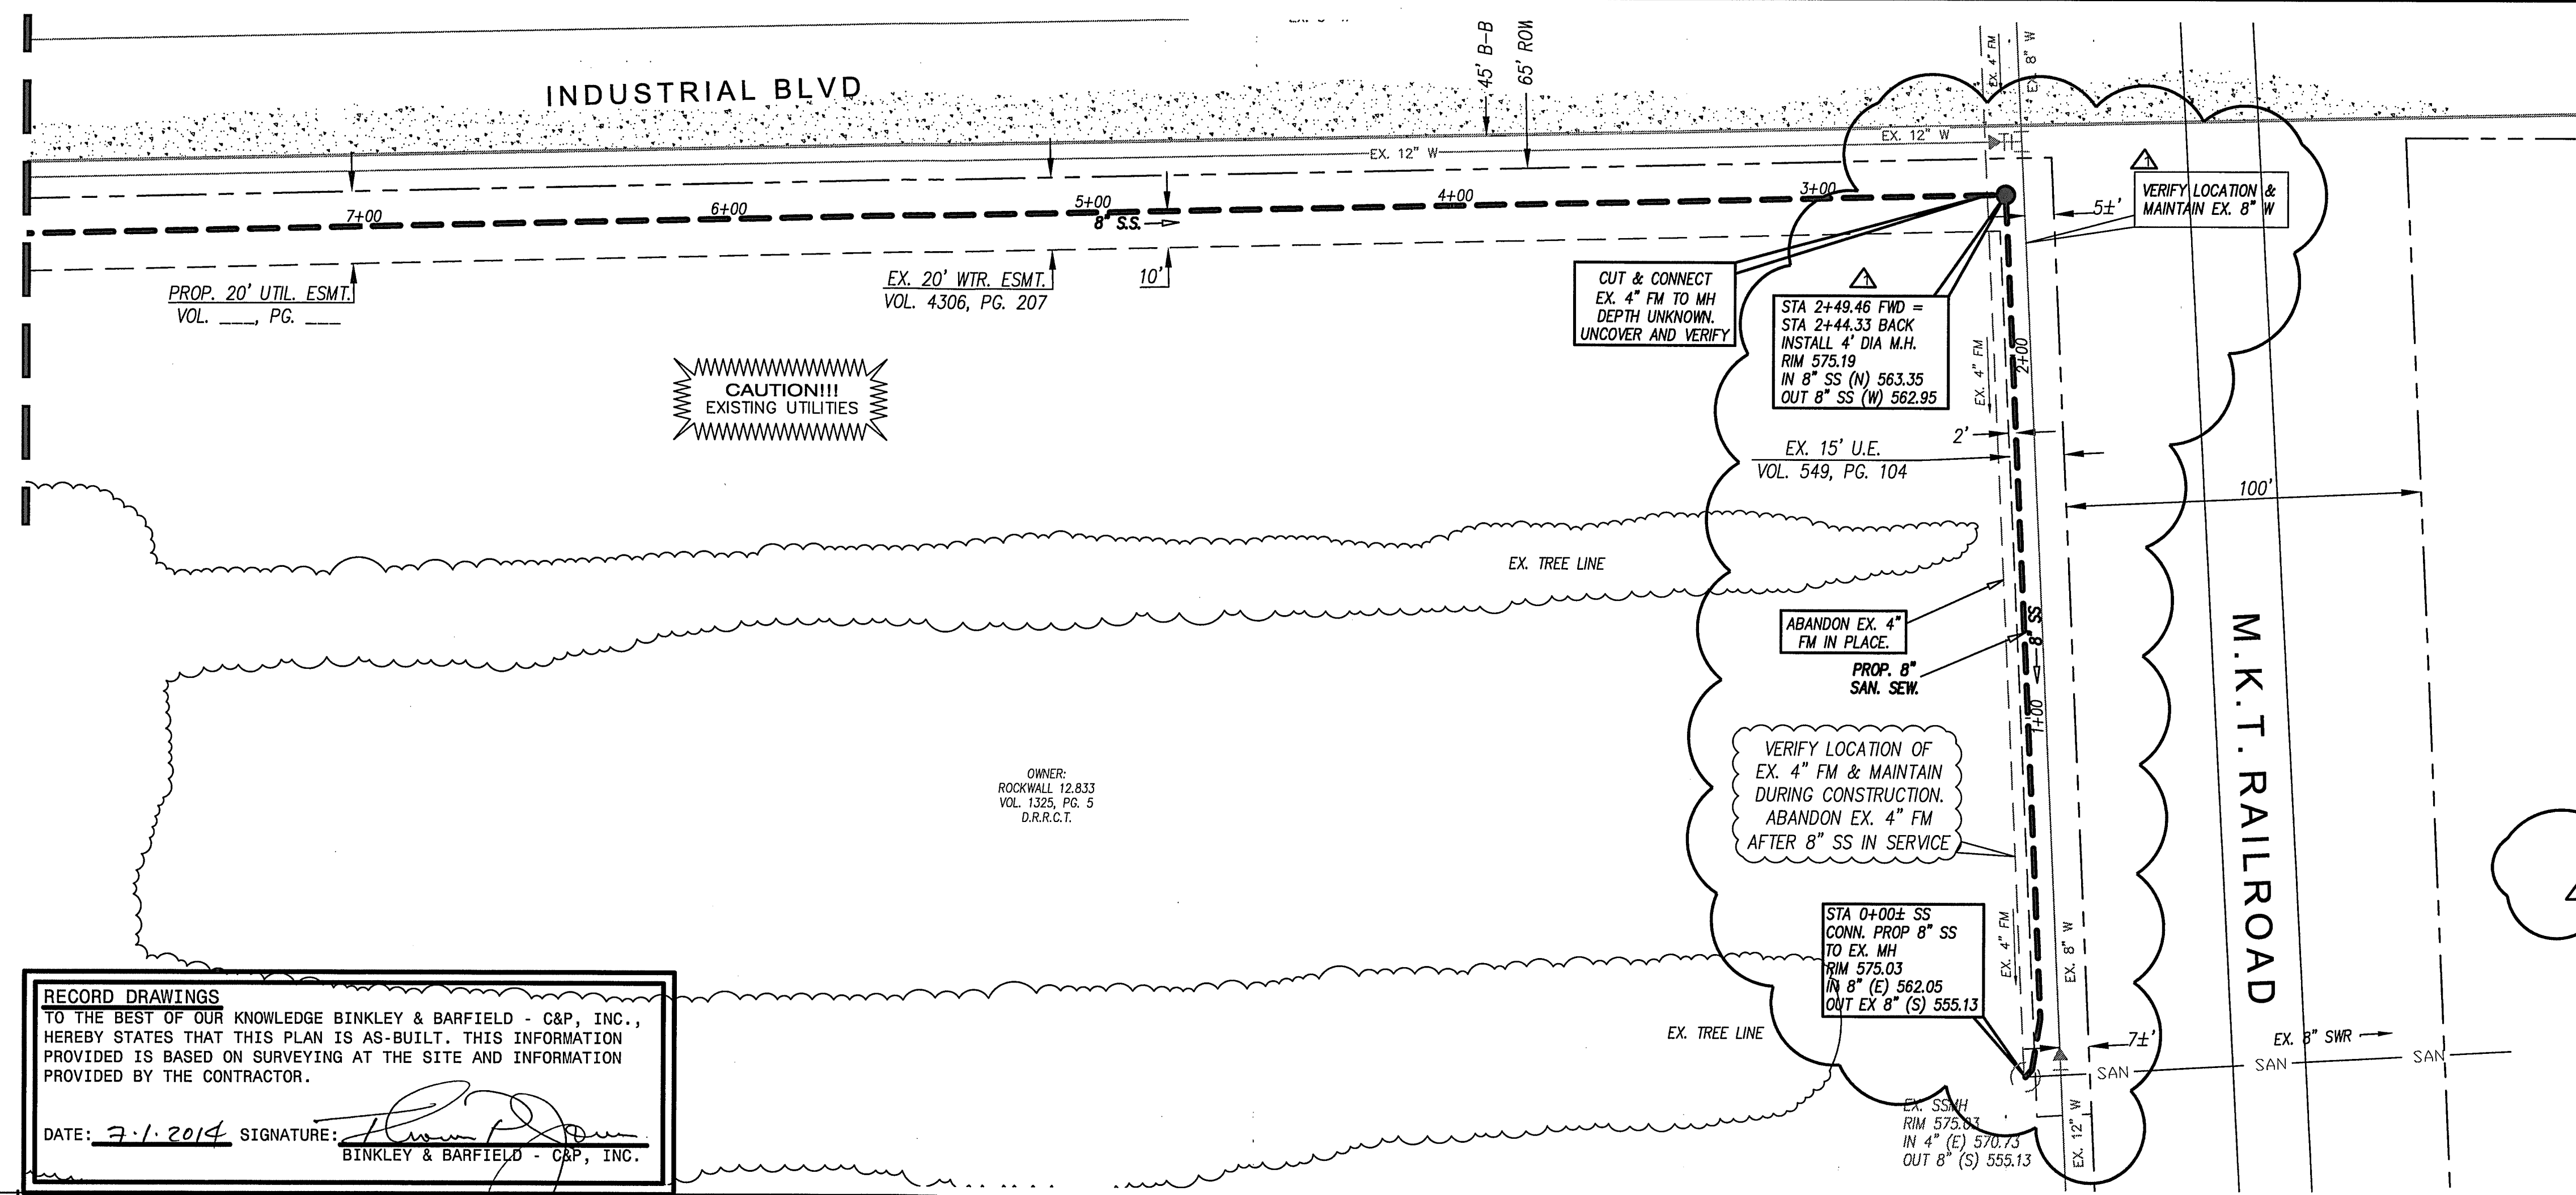 INDUSTRIAL BLVD
45' B-B
65' ROW
EX. 4" FM
EX. 8" W
EX. 12" W
EX. 12" W
7+00
6+00
5+00
4+00
3+00
8" S.S.
PROP. 20' UTIL. ESMT.
VOL. ___, PG. ___
EX. 20' WTR. ESMT.
VOL. 4306, PG. 207
10'
CAUTION!!!
EXISTING UTILITIES
CUT & CONNECT
EX. 4" FM TO MH
DEPTH UNKNOWN.
UNCOVER AND VERIFY
1
STA 2+49.46 FWD =
STA 2+44.33 BACK
INSTALL 4' DIA M.H.
RIM 575.19
IN 8" SS (N) 563.35
OUT 8" SS (W) 562.95
1
VERIFY LOCATION &
MAINTAIN EX. 8" W
5±'
2+00
EX. 4" FM
2'
EX. 15' U.E.
VOL. 549, PG. 104
100'
EX. TREE LINE
ABANDON EX. 4"
FM IN PLACE.
PROP. 8"
SAN. SEW.
8" SS
1+00
M.K.T. RAILROAD
VERIFY LOCATION OF
EX. 4" FM & MAINTAIN
DURING CONSTRUCTION.
ABANDON EX. 4" FM
AFTER 8" SS IN SERVICE
OWNER:
ROCKWALL 12.833
VOL. 1325, PG. 5
D.R.R.C.T.
STA 0+00± SS
CONN. PROP 8" SS
TO EX. MH
RIM 575.03
IN 8" (E) 562.05
OUT EX 8" (S) 555.13
EX. 4" FM
EX. 8" W
EX. TREE LINE
7±'
EX. 8" SWR
SAN
SAN
SAN
EX. SSMH
RIM 575.03
IN 4" (E) 570.73
OUT 8" (S) 555.13
EX. 12" W
RECORD DRAWINGS
TO THE BEST OF OUR KNOWLEDGE BINKLEY & BARFIELD - C&P, INC.,
HEREBY STATES THAT THIS PLAN IS AS-BUILT. THIS INFORMATION
PROVIDED IS BASED ON SURVEYING AT THE SITE AND INFORMATION
PROVIDED BY THE CONTRACTOR.
DATE: 7.1.2014 SIGNATURE:
BINKLEY & BARFIELD - C&P, INC.